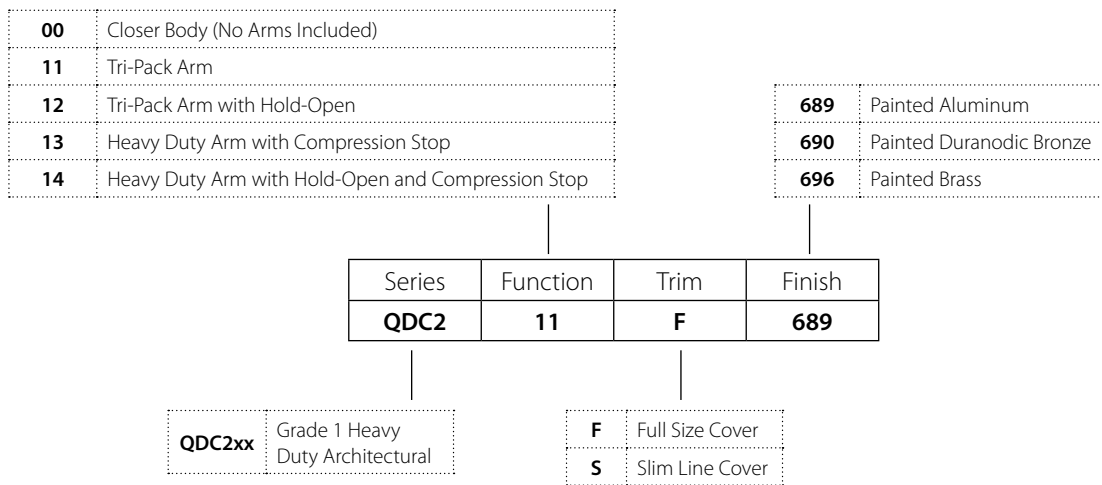 00 Closer Body (No Arms Included)
11 Tri-Pack Arm
12 Tri-Pack Arm with Hold-Open
13 Heavy Duty Arm with Compression Stop
14 Heavy Duty Arm with Hold-Open and Compression Stop
689 Painted Aluminum
690 Painted Duranodic Bronze
696 Painted Brass
Series Function Trim Finish
QDC2 11 F 689
QDC2xx Grade 1 Heavy
Duty Architectural
F Full Size Cover
S Slim Line Cover